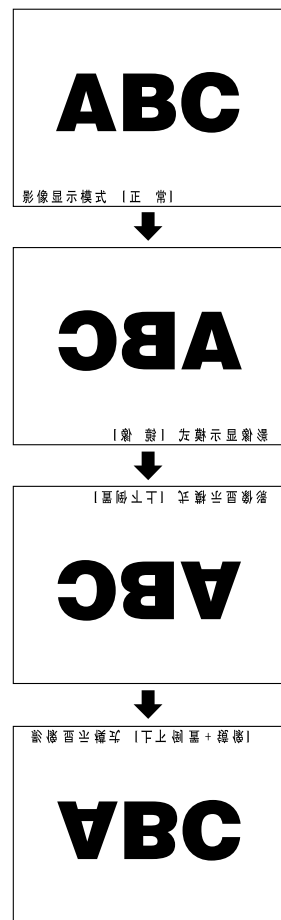 ABC
影像显示模式 |正 常|
ABC
影像显示模式 |镜 像|
影像显示模式 |上下倒置|
ABC
影像显示模式 |上下倒置+镜像|
ABC